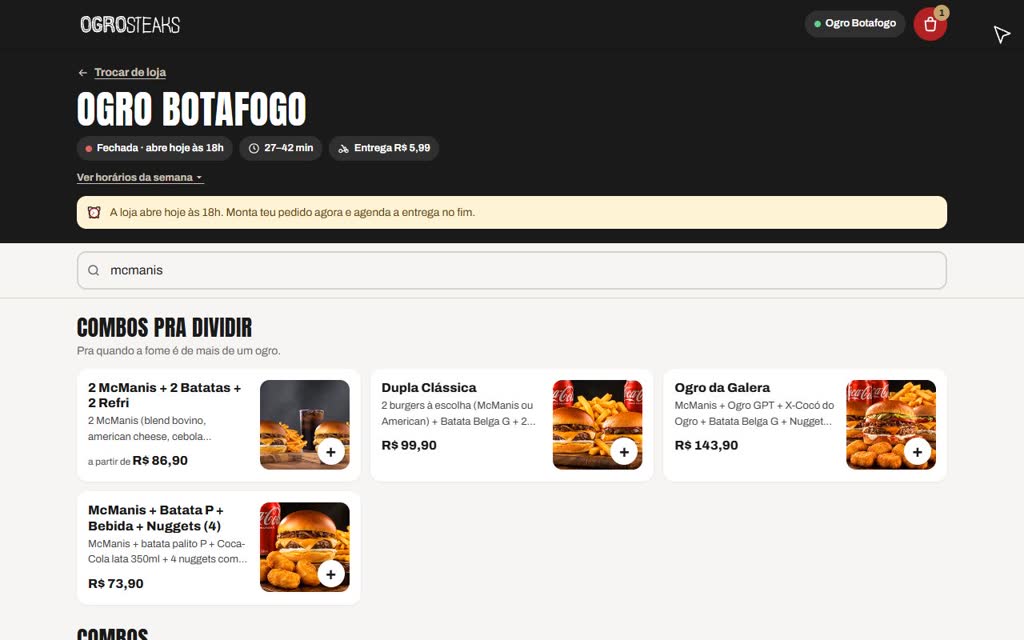 OGROSTEAKS
Ogro Botafogo
1
← Trocar de loja
OGRO BOTAFOGO
Fechada · abre hoje às 18h
27–42 min
Entrega R$ 5,99
Ver horários da semana
A loja abre hoje às 18h. Monta teu pedido agora e agenda a entrega no fim.
mcmanis
COMBOS PRA DIVIDIR
Pra quando a fome é de mais de um ogro.
2 McManis + 2 Batatas +
2 Refri
2 McManis (blend bovino,
american cheese, cebola...
a partir de R$ 86,90
+
Dupla Clássica
2 burgers à escolha (McManis ou
American) + Batata Belga G + 2...
R$ 99,90
+
Ogro da Galera
McManis + Ogro GPT + X-Cocó do
Ogro + Batata Belga G + Nugget...
R$ 143,90
+
McManis + Batata P +
Bebida + Nuggets (4)
McManis + batata palito P + Coca-
Cola lata 350ml + 4 nuggets com...
R$ 73,90
+
COMBOS